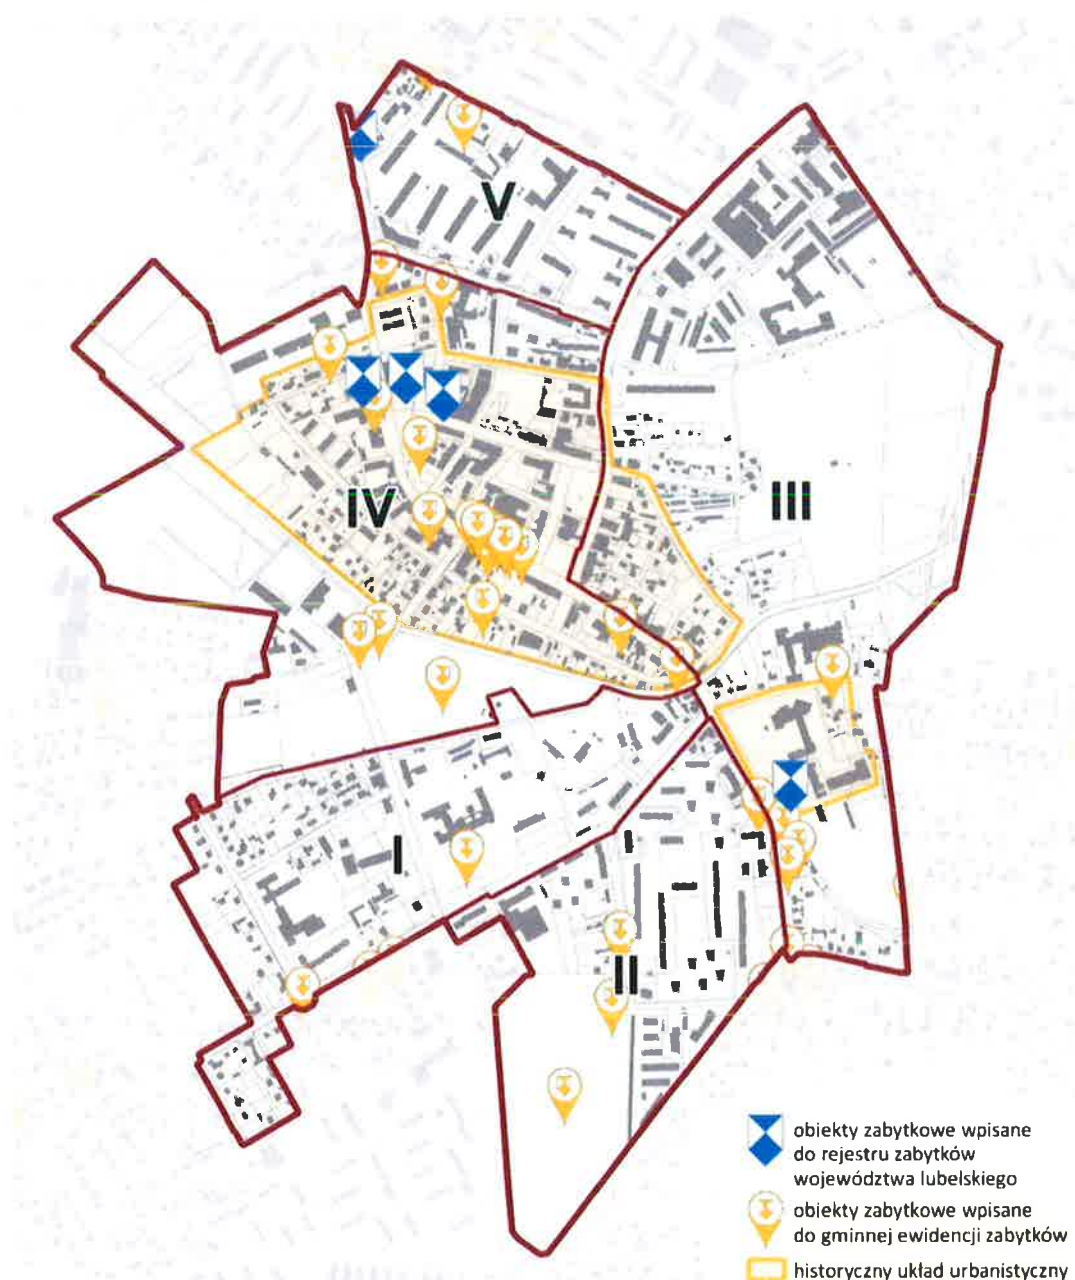 V
IV
III
I
II
obiekty zabytkowe wpisane
do rejestru zabytków
województwa lubelskiego
obiekty zabytkowe wpisane
do gminnej ewidencji zabytków
historyczny układ urbanistyczny